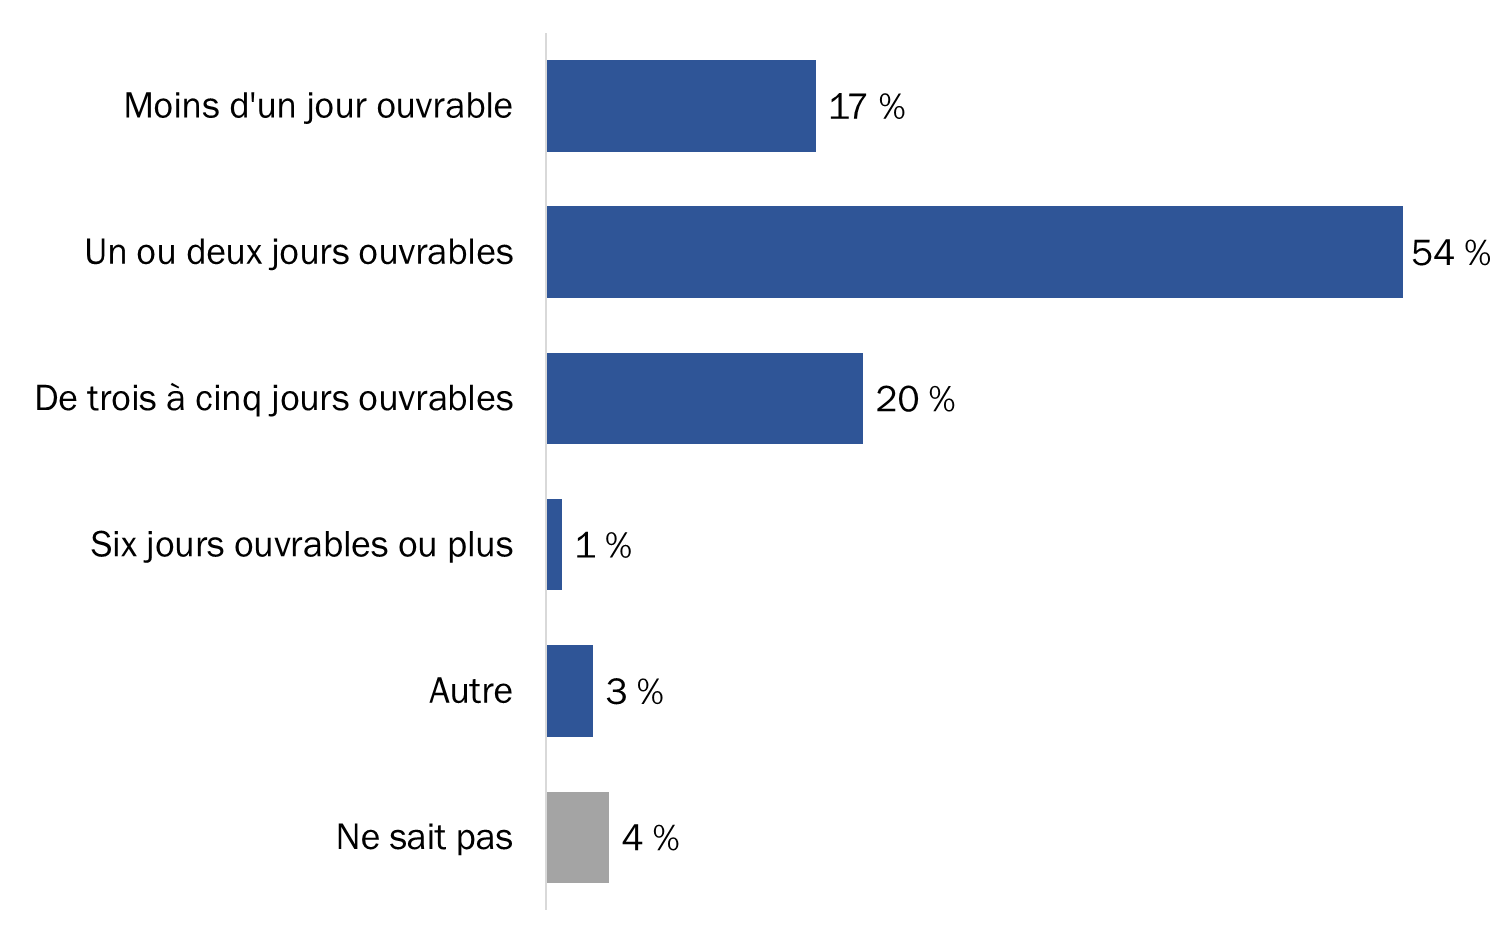 Moins d'un jour ouvrable 17 %
Un ou deux jours ouvrables 54 %
De trois à cinq jours ouvrables 20 %
Six jours ouvrables ou plus 1 %
Autre 3 %
Ne sait pas 4 %